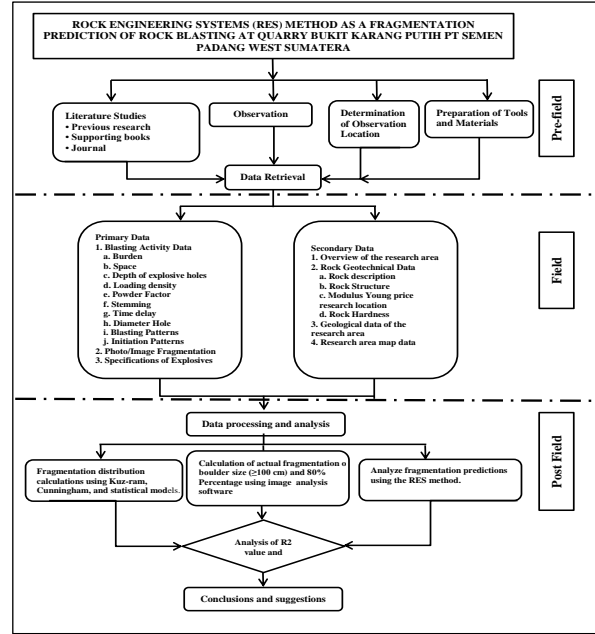 ROCK ENGINEERING SYSTEMS (RES) METHOD AS A FRAGMENTATION
PREDICTION OF ROCK BLASTING AT QUARRY BUKIT KARANG PUTIH PT SEMEN
PADANG WEST SUMATERA
Literature Studies
• Previous research
• Supporting books
• Journal
Observation
Determination of
Observation
Location
Preparation of Tools
and Materials
Pre-field
Data Retrieval
Primary Data
1. Blasting Activity Data
a. Burden
b. Space
c. Depth of explosive holes
d. Loading density
e. Powder Factor
f. Stemming
g. Time delay
h. Diameter Hole
i. Blasting Patterns
j. Initiation Patterns
2. Photo/Image Fragmentation
3. Specifications of Explosives
Secondary Data
1. Overview of the research area
2. Rock Geotechnical Data
a. Rock description
b. Rock Structure
c. Modulus Young price
research location
d. Rock Hardness
3. Geological data of the
research area
4. Research area map data
Field
Data processing and analysis
Fragmentation distribution
calculations using Kuz-ram,
Cunningham, and statistical models.
Calculation of actual fragmentation o
boulder size (≥100 cm) and 80%
Percentage using image analysis
software
Analyze fragmentation predictions
using the RES method.
Post Field
Analysis of R2
value and
Conclusions and suggestions